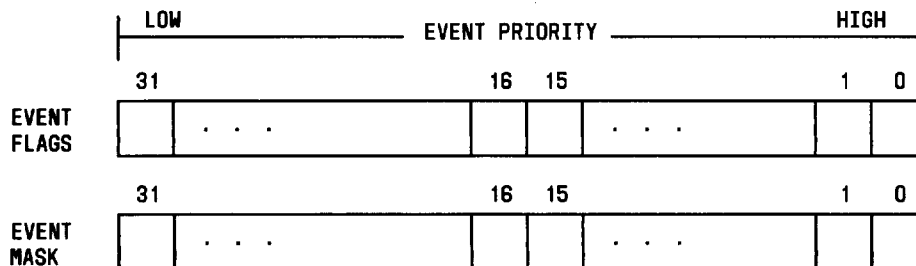 LOW EVENT PRIORITY HIGH
31 16 15 1 0
EVENT
FLAGS
. . . . . .
31 16 15 1 0
EVENT
MASK
. . . . . .